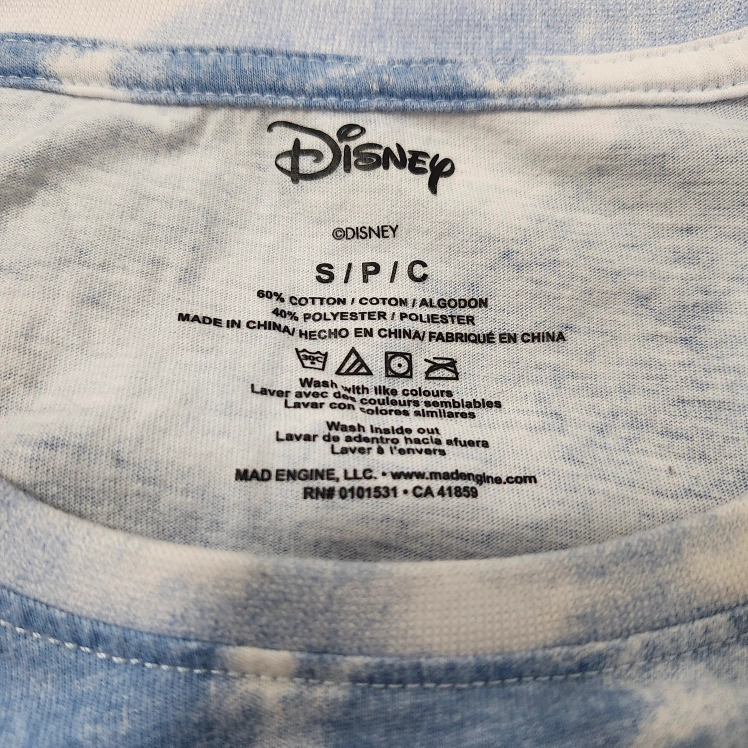 Disney
©DISNEY
S / P / C
60% COTTON / COTON / ALGODON
40% POLYESTER / POLIESTER
MADE IN CHINA/ HECHO EN CHINA/ FABRIQUÉ EN CHINA
30C
Wash with like colours
Laver avec des couleurs semblables
Lavar con colores similares
Wash Inside out
Lavar de adentro hacia afuera
Laver à l'envers
MAD ENGINE, LLC. • www.madengine.com
RN# 0101531 • CA 41859